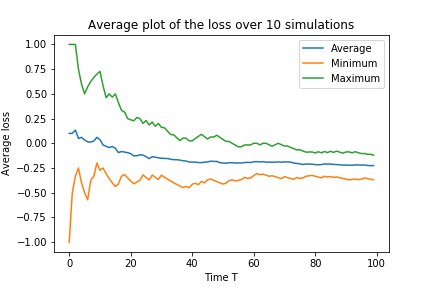 Average plot of the loss over 10 simulations
Average
Minimum
Maximum
1.00
0.75
0.50
0.25
0.00
−0.25
−0.50
−0.75
−1.00
Average loss
0 20 40 60 80 100
Time T